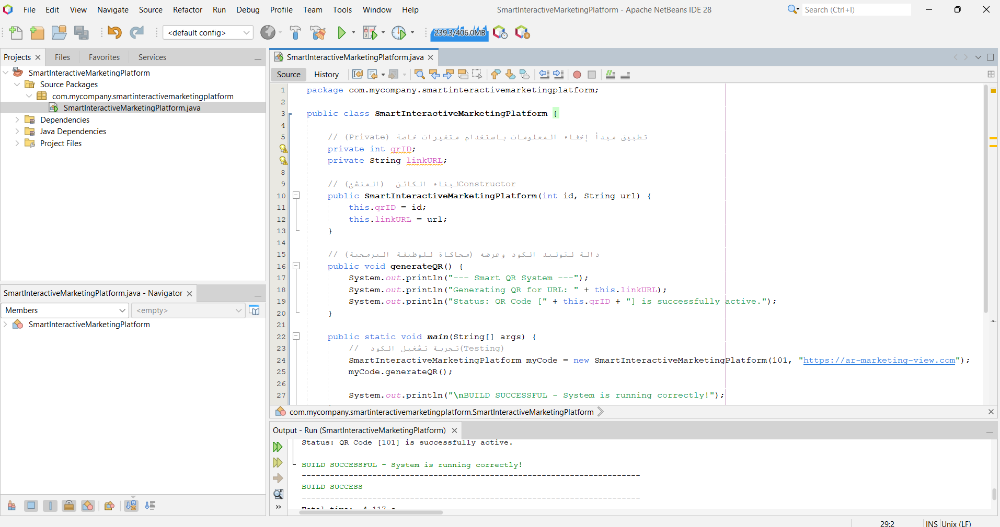 File Edit View Navigate Source Refactor Run Debug Profile Team Tools Window Help
SmartInteractiveMarketingPlatform - Apache NetBeans IDE 28
Search (Ctrl+I)
<default config>
239.3/406.0MB
Projects Files Favorites Services
SmartInteractiveMarketingPlatform
Source Packages
com.mycompany.smartinteractivemarketingplatform
SmartInteractiveMarketingPlatform.java
Dependencies
Java Dependencies
Project Files
SmartInteractiveMarketingPlatform.java - Navigator
Members
<empty>
SmartInteractiveMarketingPlatform
SmartInteractiveMarketingPlatform.java
Source History
1 package com.mycompany.smartinteractivemarketingplatform;
2
3 public class SmartInteractiveMarketingPlatform {
4
5 // تطبيق مبدأ إخفاء المعلومات باستخدام متغيرات خاصة (Private)
private int qrID;
private String linkURL;
8
9 // (المنشئ) لبناء الكائن Constructor
10 public SmartInteractiveMarketingPlatform(int id, String url) {
11 this.qrID = id;
12 this.linkURL = url;
13 }
14
15 // دالة لتوليد الكود وعرضه (محاكاة للوظيفة البرمجية)
16 public void generateQR() {
17 System.out.println("--- Smart QR System ---");
18 System.out.println("Generating QR for URL: " + this.linkURL);
19 System.out.println("Status: QR Code [" + this.qrID + "] is successfully active.");
20 }
21
22 public static void main(String[] args) {
23 // تجربة تشغيل الكود (Testing)
24 SmartInteractiveMarketingPlatform myCode = new SmartInteractiveMarketingPlatform(101, "https://ar-marketing-view.com");
25 myCode.generateQR();
26
27 System.out.println("\nBUILD SUCCESSFUL - System is running correctly!");
com.mycompany.smartinteractivemarketingplatform.SmartInteractiveMarketingPlatform
Output - Run (SmartInteractiveMarketingPlatform)
Status: QR Code [101] is successfully active.
BUILD SUCCESSFUL - System is running correctly!
------------------------------------------------------------------------
BUILD SUCCESS
------------------------------------------------------------------------
Total time: 4.117 s
29:2 INS Unix (LF)